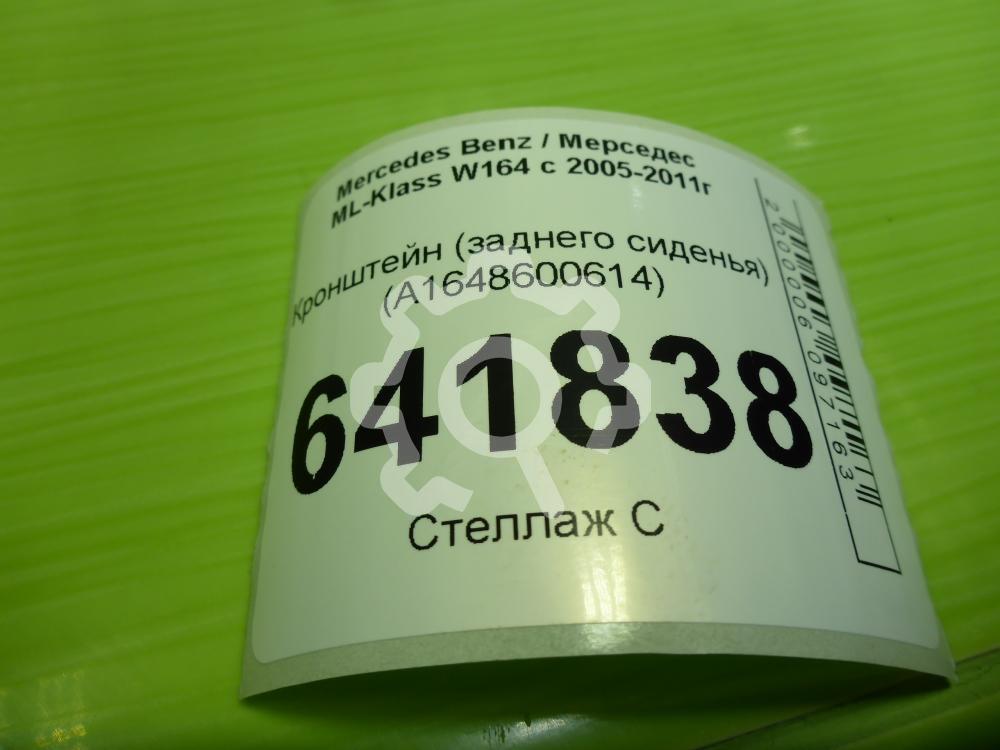 Mercedes Benz / Мерседес
ML-Klass W164 с 2005-2011г
Кронштейн (заднего сиденья)
(A1648600614)
641838
Стеллаж С
2000006097163